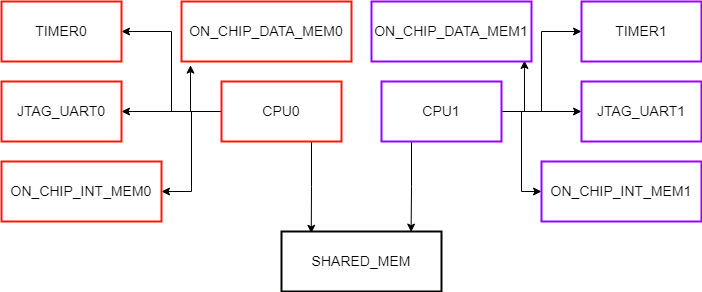 TIMER0
ON_CHIP_DATA_MEM0
ON_CHIP_DATA_MEM1
TIMER1
JTAG_UART0
CPU0
CPU1
JTAG_UART1
ON_CHIP_INT_MEM0
ON_CHIP_INT_MEM1
SHARED_MEM